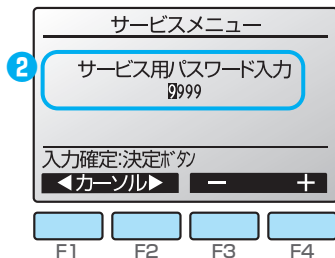 サービスメニュー
2
サービス用パスワード入力
9999
入力確定:決定ボタン
◀カーソル▶ − +
F1 F2 F3 F4